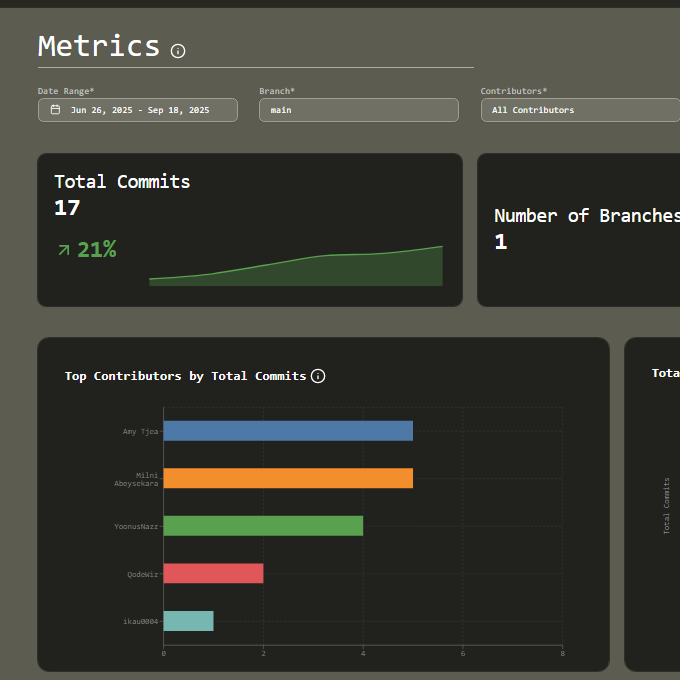 Metrics
Date Range*
Branch*
Contributors*
Jun 26, 2025 - Sep 18, 2025
main
All Contributors
Total Commits
17
21%
Number of Branches
1
Top Contributors by Total Commits
Amy Tjea
Milni
Abeysekara
YoonusNazz
QodeWiz
ikau0004
0
2
4
6
8
Tota
Total Commits